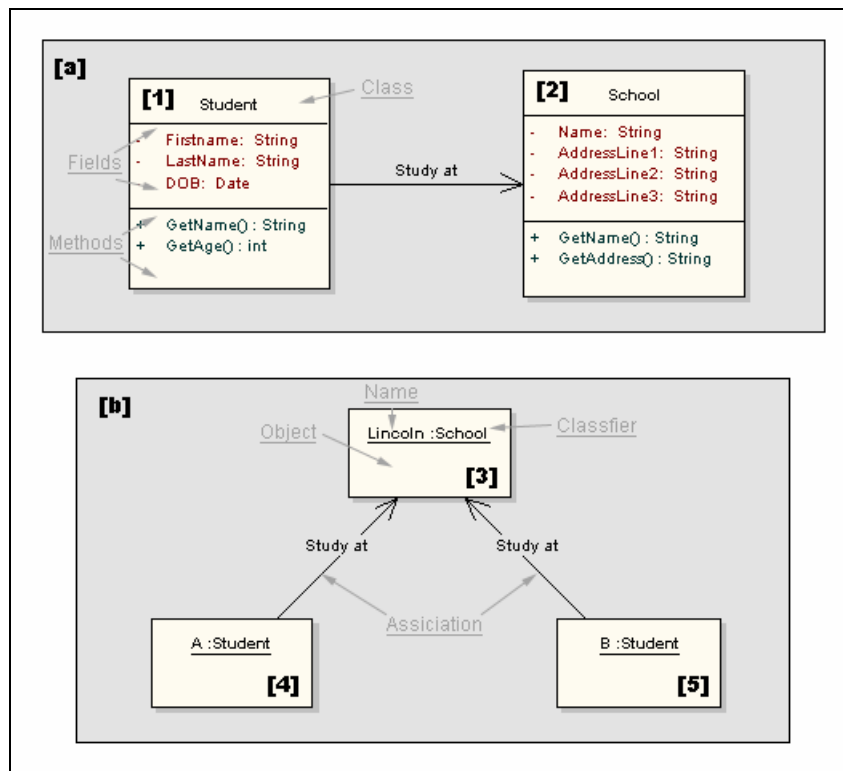 [a]
[1] Student
Class
Fields
- Firstname: String
- LastName: String
- DOB: Date
Methods
+ GetName() : String
+ GetAge() : int
Study at
[2] School
- Name: String
- AddressLine1: String
- AddressLine2: String
- AddressLine3: String
+ GetName() : String
+ GetAddress() : String
[b]
Name
Object
Classfier
Lincoln :School
[3]
Study at
Study at
Assiciation
A :Student
[4]
B :Student
[5]